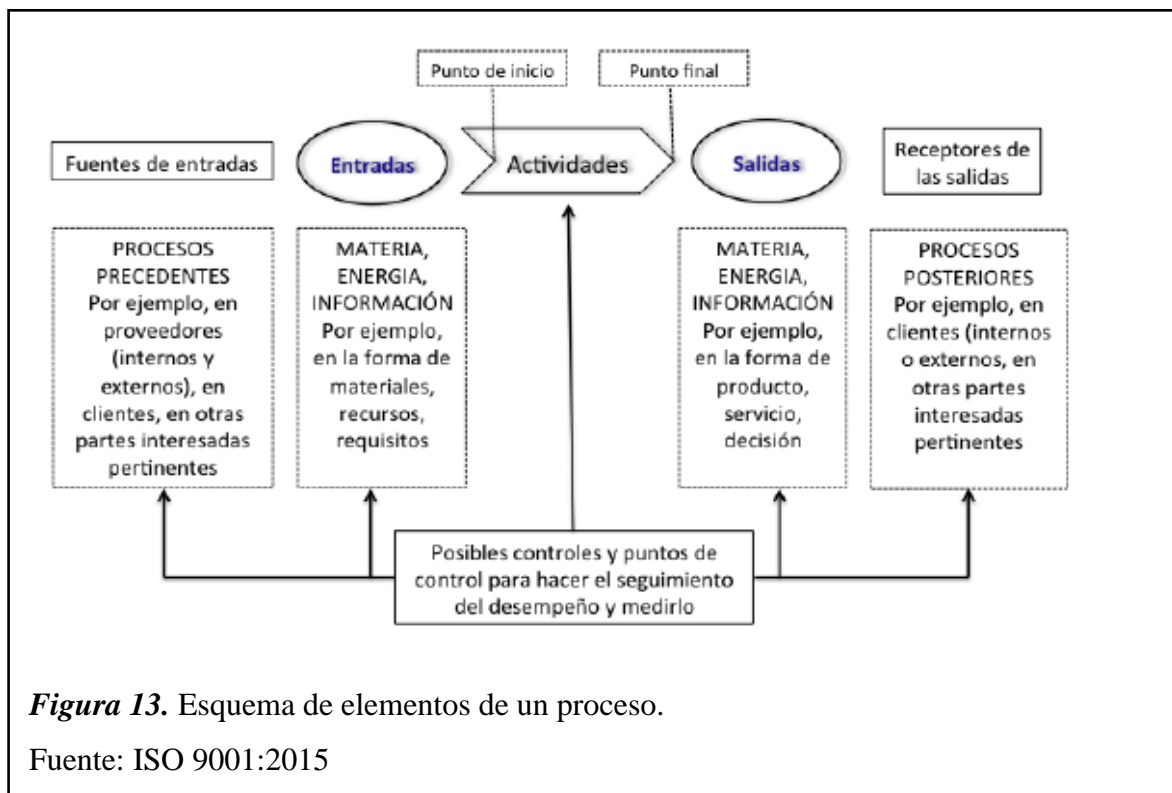 Punto de inicio
Punto final
Fuentes de entradas
Entradas
Actividades
Salidas
Receptores de
las salidas
PROCESOS
PRECEDENTES
Por ejemplo, en
proveedores
(internos y
externos), en
clientes, en otras
partes interesadas
pertinentes
MATERIA,
ENERGIA,
INFORMACIÓN
Por ejemplo,
en la forma de
materiales,
recursos,
requisitos
MATERIA,
ENERGIA,
INFORMACIÓN
Por ejemplo,
en la forma de
producto,
servicio,
decisión
PROCESOS
POSTERIORES
Por ejemplo, en
clientes (internos
o externos, en
otras partes
interesadas
pertinentes
Posibles controles y puntos de
control para hacer el seguimiento
del desempeño y medirlo
Figura 13. Esquema de elementos de un proceso.
Fuente: ISO 9001:2015